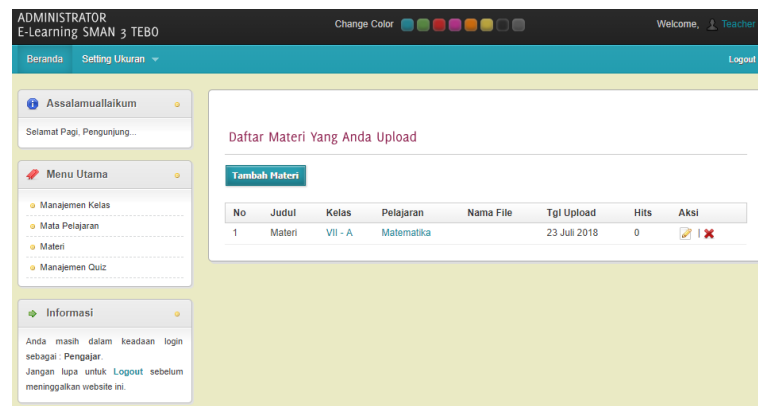 ADMINISTRATOR
E-Learning SMAN 3 TEBO
Change Color
Welcome, Teacher
Beranda Setting Ukuran
Logout
Assalamuallaikum
Selamat Pagi, Pengunjung...
Menu Utama
Manajemen Kelas
Mata Pelajaran
Materi
Manajemen Quiz
Informasi
Anda masih dalam keadaan login
sebagai : Pengajar.
Jangan lupa untuk Logout sebelum
meninggalkan website ini.
Daftar Materi Yang Anda Upload
Tambah Materi
No Judul Kelas Pelajaran Nama File Tgl Upload Hits Aksi
1 Materi VII - A Matematika 23 Juli 2018 0 |